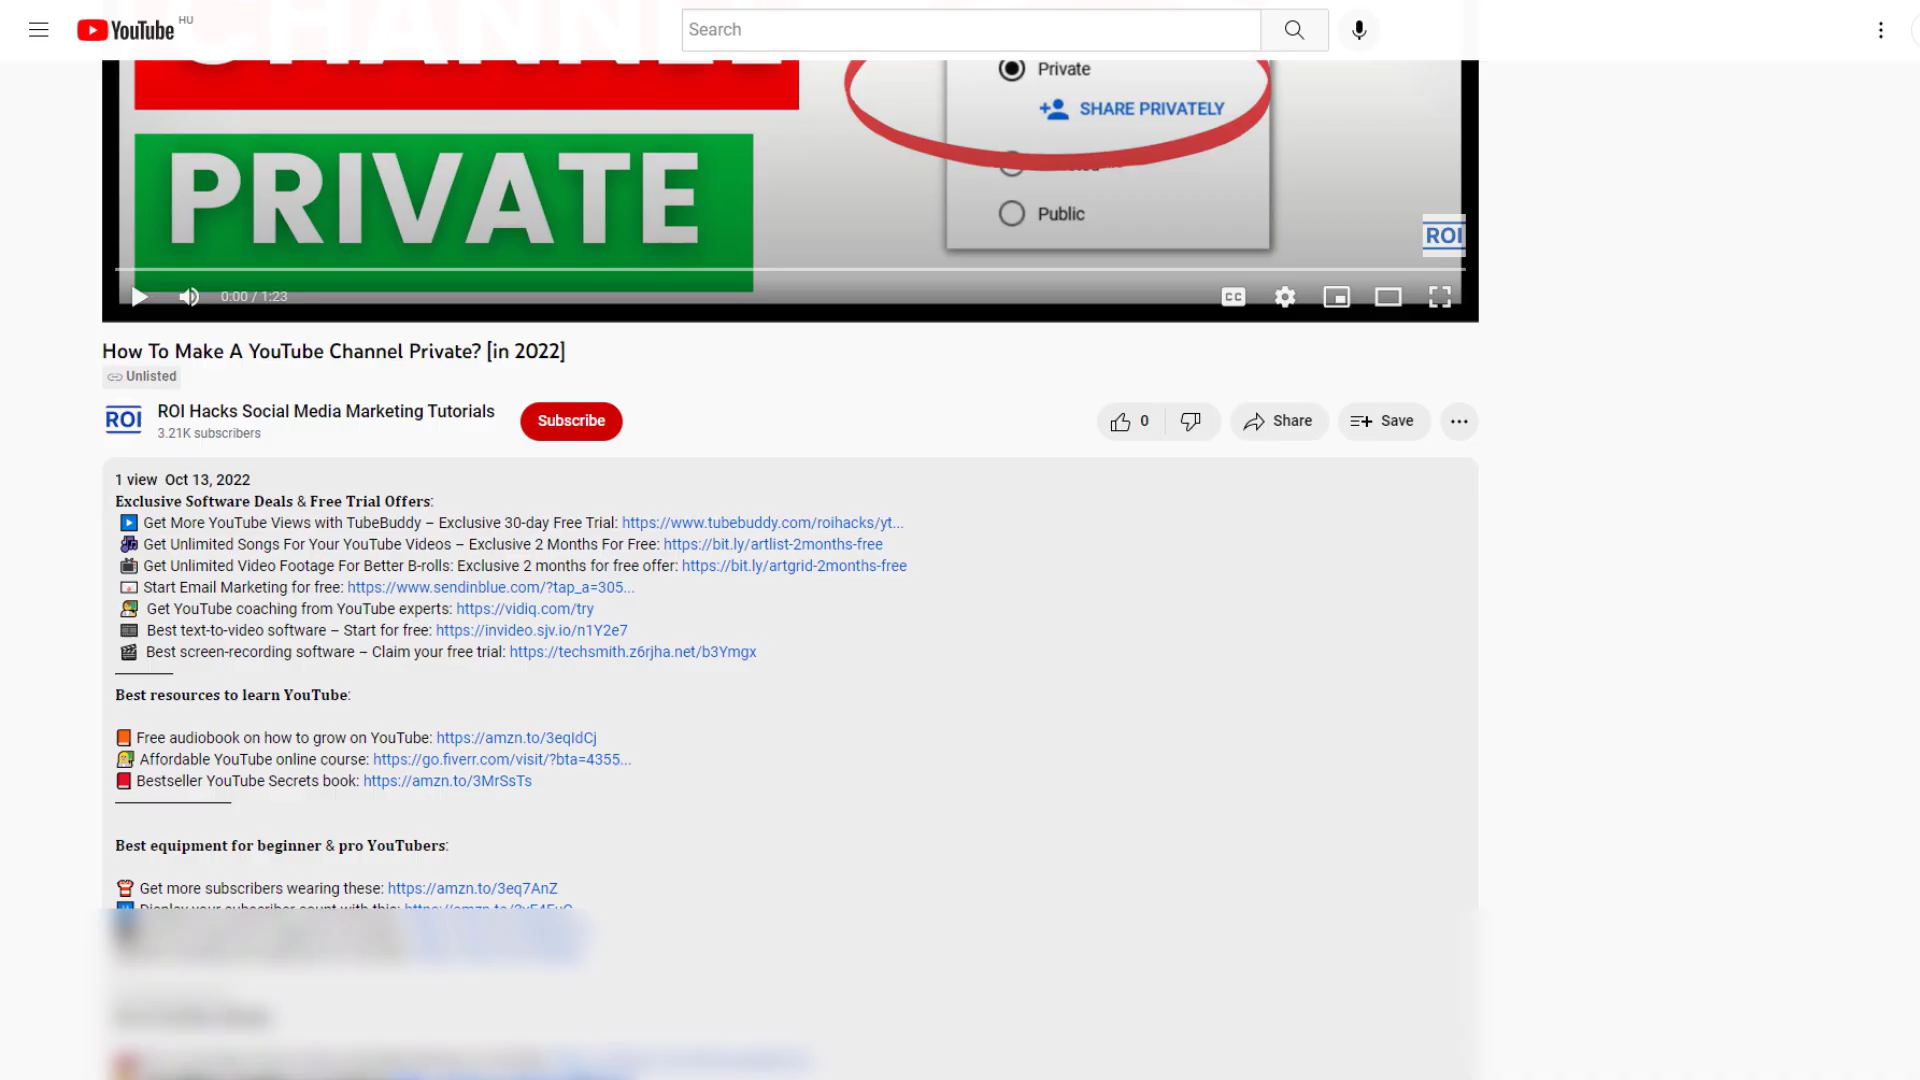 YouTube HU
Search
Private
SHARE PRIVATELY
PRIVATE
Public
ROI
0:00 / 1:23
CC
How To Make A YouTube Channel Private? [in 2022]
Unlisted
ROI
ROI Hacks Social Media Marketing Tutorials
3.21K subscribers
Subscribe
0
Share
Save
1 view Oct 13, 2022
Exclusive Software Deals & Free Trial Offers:
Get More YouTube Views with TubeBuddy – Exclusive 30-day Free Trial: https://www.tubebuddy.com/roihacks/yt...
Get Unlimited Songs For Your YouTube Videos – Exclusive 2 Months For Free: https://bit.ly/artlist-2months-free
Get Unlimited Video Footage For Better B-rolls: Exclusive 2 months for free offer: https://bit.ly/artgrid-2months-free
Start Email Marketing for free: https://www.sendinblue.com/?tap_a=305...
Get YouTube coaching from YouTube experts: https://vidiq.com/try
Best text-to-video software – Start for free: https://invideo.sjv.io/n1Y2e7
Best screen-recording software – Claim your free trial: https://techsmith.z6rjha.net/b3Ymgx
Best resources to learn YouTube:
Free audiobook on how to grow on YouTube: https://amzn.to/3eqIdCj
Affordable YouTube online course: https://go.fiverr.com/visit/?bta=4355...
Bestseller YouTube Secrets book: https://amzn.to/3MrSsTs
Best equipment for beginner & pro YouTubers:
Get more subscribers wearing these: https://amzn.to/3eq7AnZ
Display your subscriber count with this: